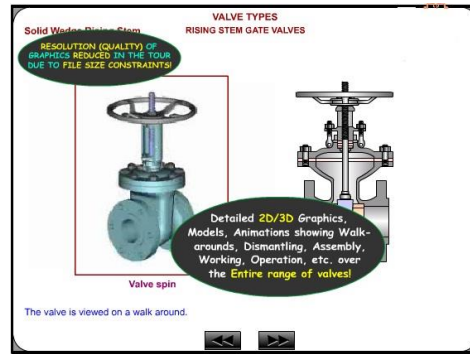 VALVE TYPES
Solid Wedge Rising Stem
RISING STEM GATE VALVES
RESOLUTION (QUALITY) OF
GRAPHICS REDUCED IN THE TOUR
DUE TO FILE SIZE CONSTRAINTS!
Detailed 2D/3D Graphics,
Models, Animations showing Walk-
arounds, Dismantling, Assembly,
Working, Operation, etc. over
the Entire range of valves!
Valve spin
The valve is viewed on a walk around.